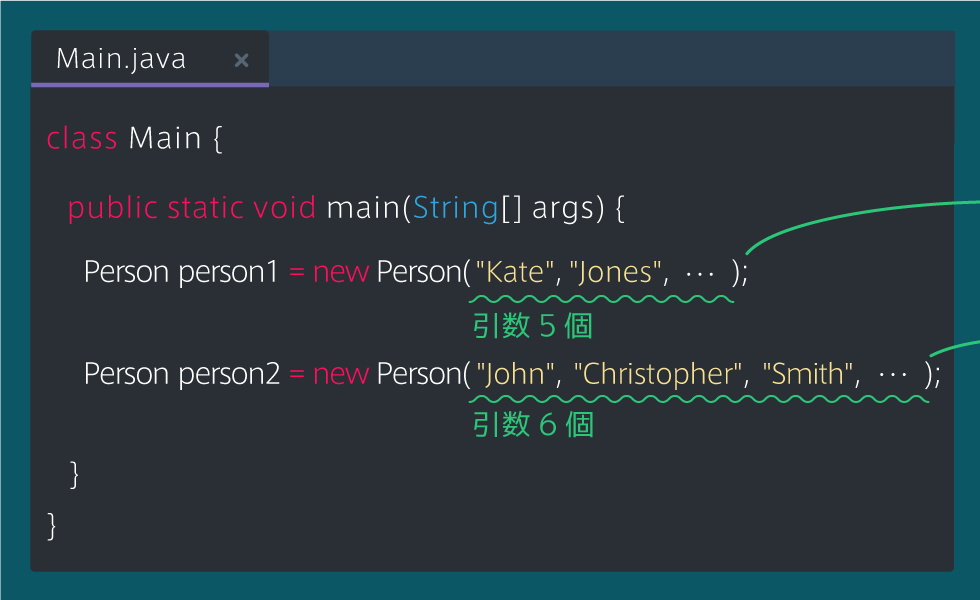 Main.java ×
class Main {
public static void main(String[] args) {
Person person1 = new Person("Kate", "Jones", ··· );
引数 5 個
Person person2 = new Person("John", "Christopher", "Smith", ··· );
引数 6 個
}
}